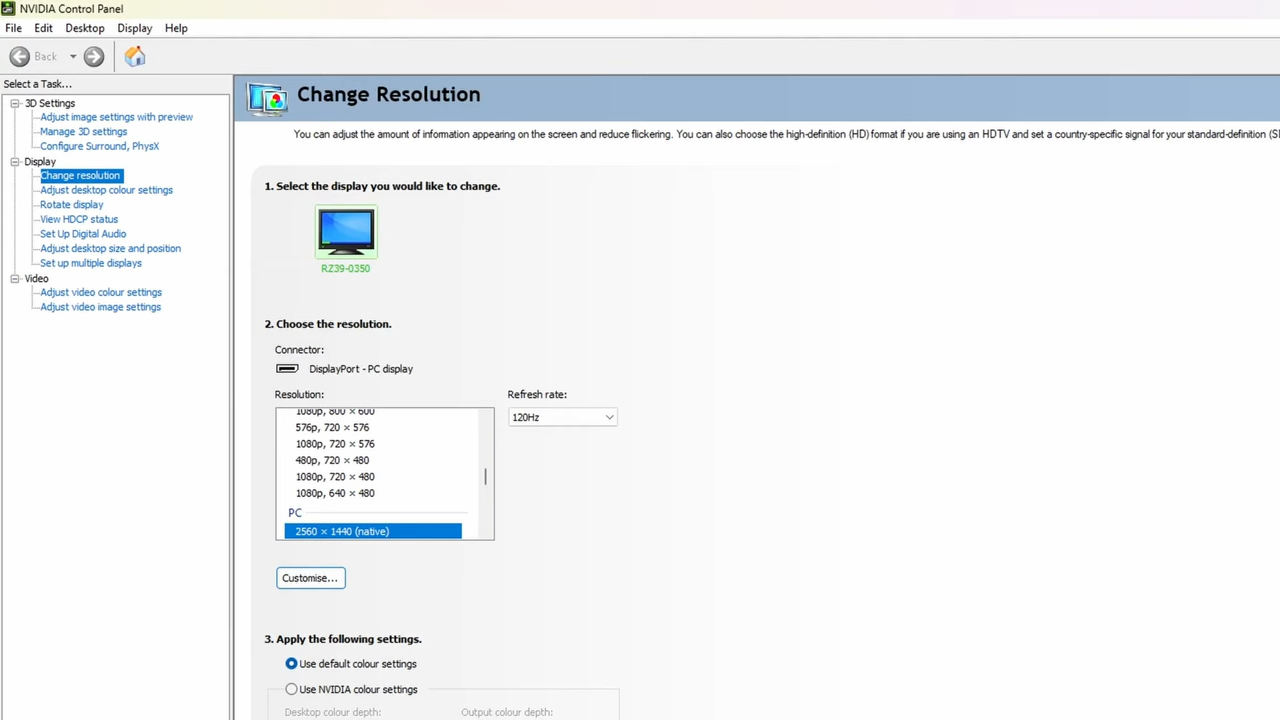 NVIDIA Control Panel
File Edit Desktop Display Help
Back
Select a Task...
3D Settings
Adjust image settings with preview
Manage 3D settings
Configure Surround, PhysX
Display
Change resolution
Adjust desktop colour settings
Rotate display
View HDCP status
Set Up Digital Audio
Adjust desktop size and position
Set up multiple displays
Video
Adjust video colour settings
Adjust video image settings
Change Resolution
You can adjust the amount of information appearing on the screen and reduce flickering. You can also choose the high-definition (HD) format if you are using an HDTV and set a country-specific signal for your standard-definition
1. Select the display you would like to change.
RZ39-0350
2. Choose the resolution.
Connector:
DisplayPort - PC display
Resolution:
1080p, 800 × 600
576p, 720 × 576
1080p, 720 × 576
480p, 720 × 480
1080p, 720 × 480
1080p, 640 × 480
PC
2560 × 1440 (native)
Refresh rate:
120Hz
Customise...
3. Apply the following settings.
Use default colour settings
Use NVIDIA colour settings
Desktop colour depth: Output colour depth: